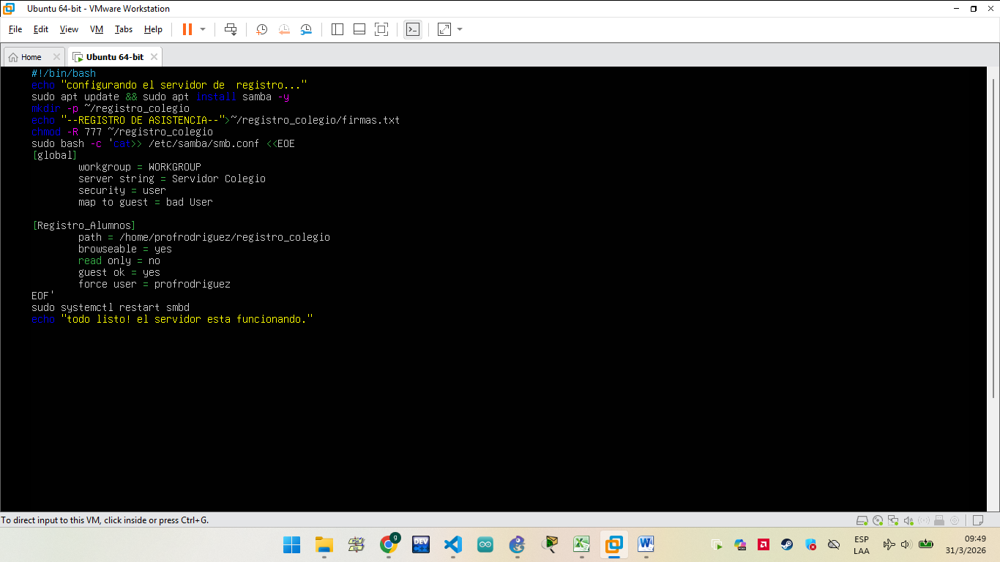 Ubuntu 64-bit - VMware Workstation
File Edit View VM Tabs Help
Home
Ubuntu 64-bit
#!/bin/bash
echo "configurando el servidor de  registro..."
sudo apt update && sudo apt install samba -y
mkdir -p ~/registro_colegio
echo "--REGISTRO DE ASISTENCIA--">~/registro_colegio/firmas.txt
chmod -R 777 ~/registro_colegio
sudo bash -c 'cat>> /etc/samba/smb.conf <<EOE
[global]
        workgroup = WORKGROUP
        server string = Servidor Colegio
        security = user
        map to guest = bad User
[Registro_Alumnos]
        path = /home/profrodriguez/registro_colegio
        browseable = yes
        read only = no
        guest ok = yes
        force user = profrodriguez
EOF'
sudo systemctl restart smbd
echo "todo listo! el servidor esta funcionando."
To direct input to this VM, click inside or press Ctrl+G.
9
DEV
ESP
LAA
09:49
31/3/2026